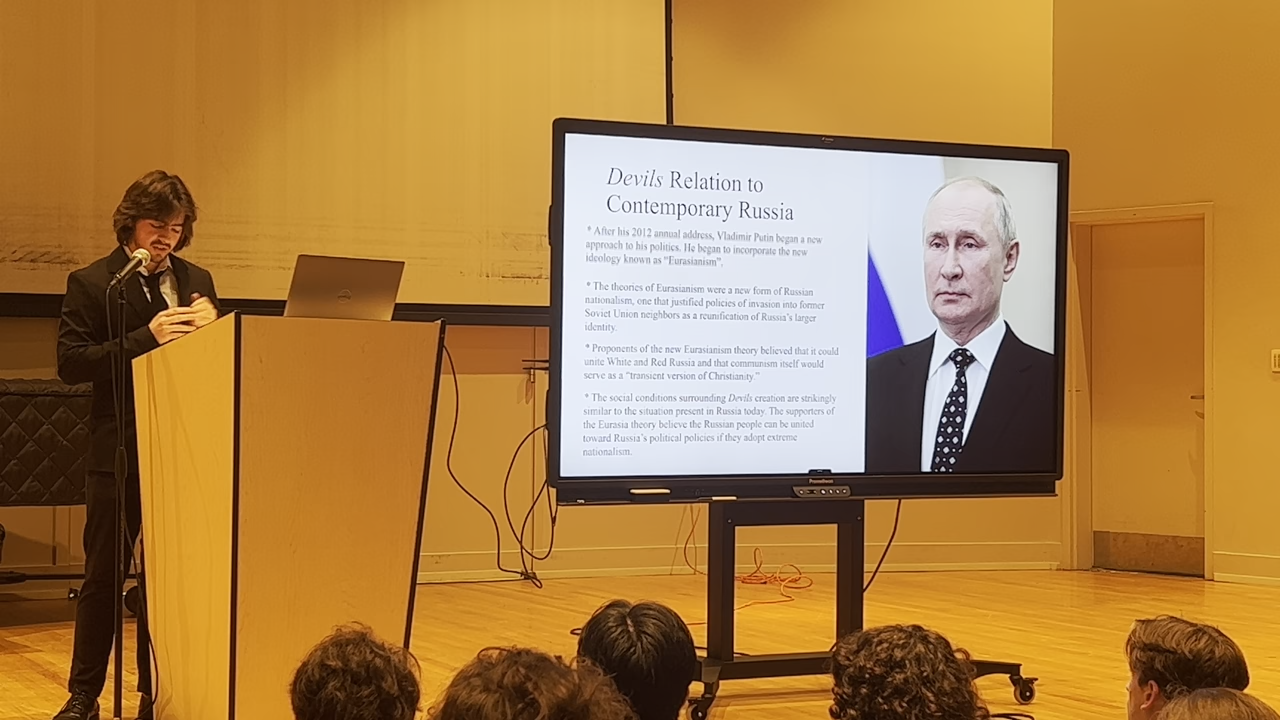 Devils Relation to
Contemporary Russia
* After his 2012 annual address, Vladimir Putin began a new
approach to his politics. He began to incorporate the new
ideology known as “Eurasianism”.
* The theories of Eurasianism were a new form of Russian
nationalism, one that justified policies of invasion into former
Soviet Union neighbors as a reunification of Russia’s larger
identity.
* Proponents of the new Eurasianism theory believed that it could
unite White and Red Russia and that communism itself would
serve as a “transient version of Christianity.”
* The social conditions surrounding Devils creation are strikingly
similar to the situation present in Russia today. The supporters of
the Eurasia theory believe the Russian people can be united
toward Russia’s political policies if they adopt extreme
nationalism.
Promethean
DELL